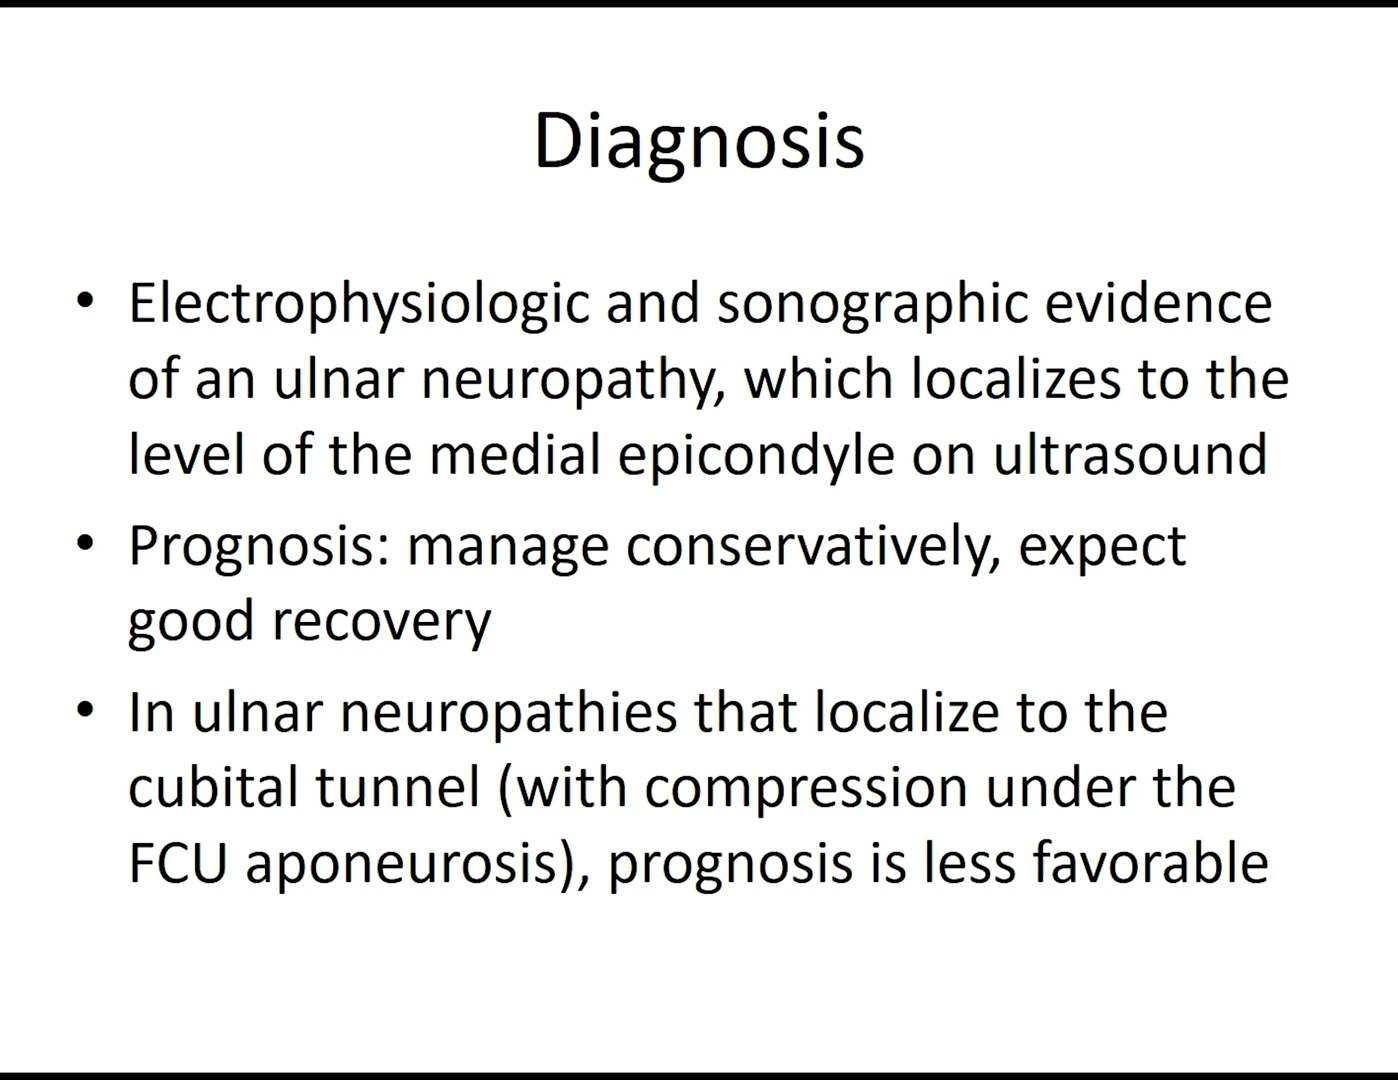 Diagnosis
• Electrophysiologic and sonographic evidence
of an ulnar neuropathy, which localizes to the
level of the medial epicondyle on ultrasound
• Prognosis: manage conservatively, expect
good recovery
• In ulnar neuropathies that localize to the
cubital tunnel (with compression under the
FCU aponeurosis), prognosis is less favorable